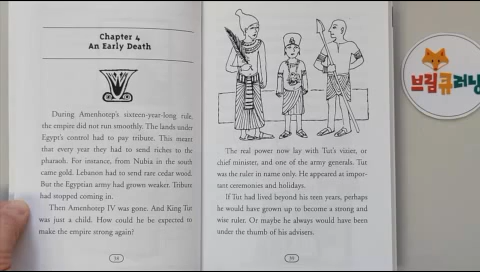 Chapter 4
An Early Death
During Amenhotep's sixteen-year-long rule,
the empire did not run smoothly. The lands under
Egypt's control had to pay tribute. This meant
that every year they had to send riches to the
pharaoh. For instance, from Nubia in the south
came gold. Lebanon had to send rare cedar wood.
But the Egyptian army had grown weaker. Tribute
had stopped coming in.
Then Amenhotep IV was gone. And King Tut
was just a child. How could he be expected to
make the empire strong again?
58
The real power now lay with Tut's vizier, or
chief minister, and one of the army generals. Tut
was the ruler in name only. He appeared at impor-
tant ceremonies and holidays.
If Tut had lived beyond his teen years, perhaps
he would have grown up to become a strong and
wise ruler. Or maybe he always would have been
under the thumb of his advisers.
59
브림큐러닝